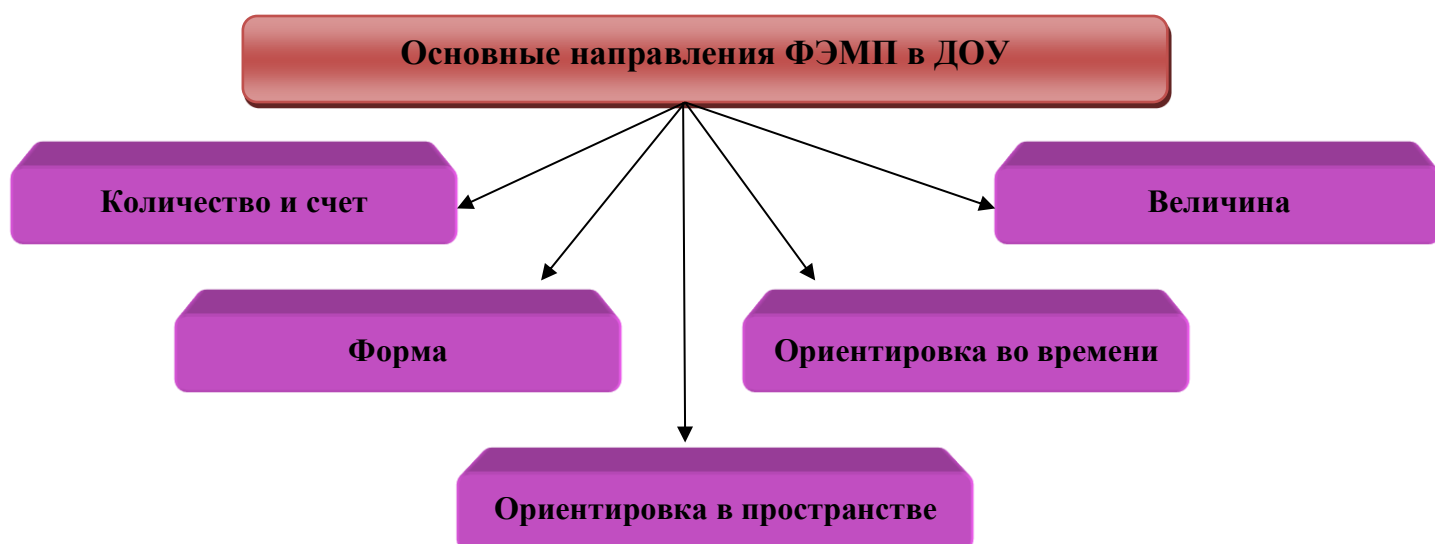 Основные направления ФЭМП в ДОУ
Количество и счет
Величина
Форма
Ориентировка во времени
Ориентировка в пространстве